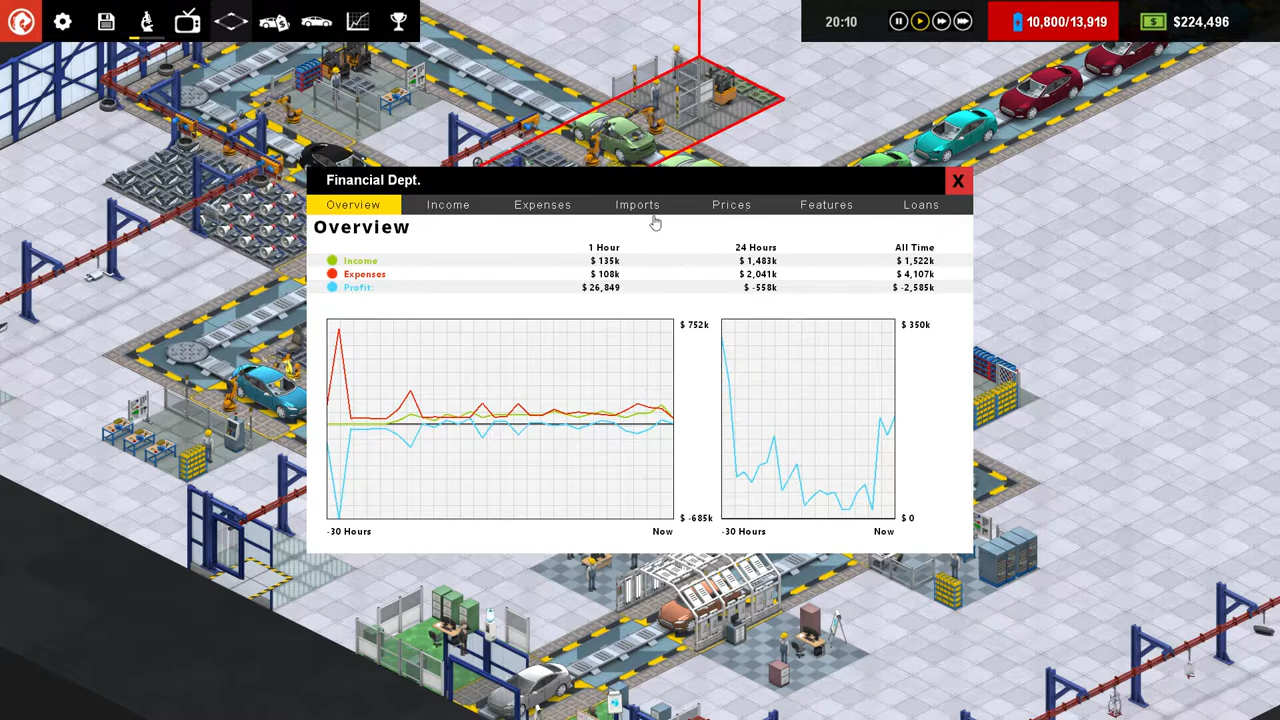 20:10 10,800/13,919 $224,496
Financial Dept. X
Overview Income Expenses Imports Prices Features Loans
Overview
1 Hour 24 Hours All Time
Income $ 135k $ 1,483k $ 1,522k
Expenses $ 108k $ 2,041k $ 4,107k
Profit: $ 26,849 $ -558k $ -2,585k
$ 752k $ 350k
$ -685k $ 0
-30 Hours Now -30 Hours Now